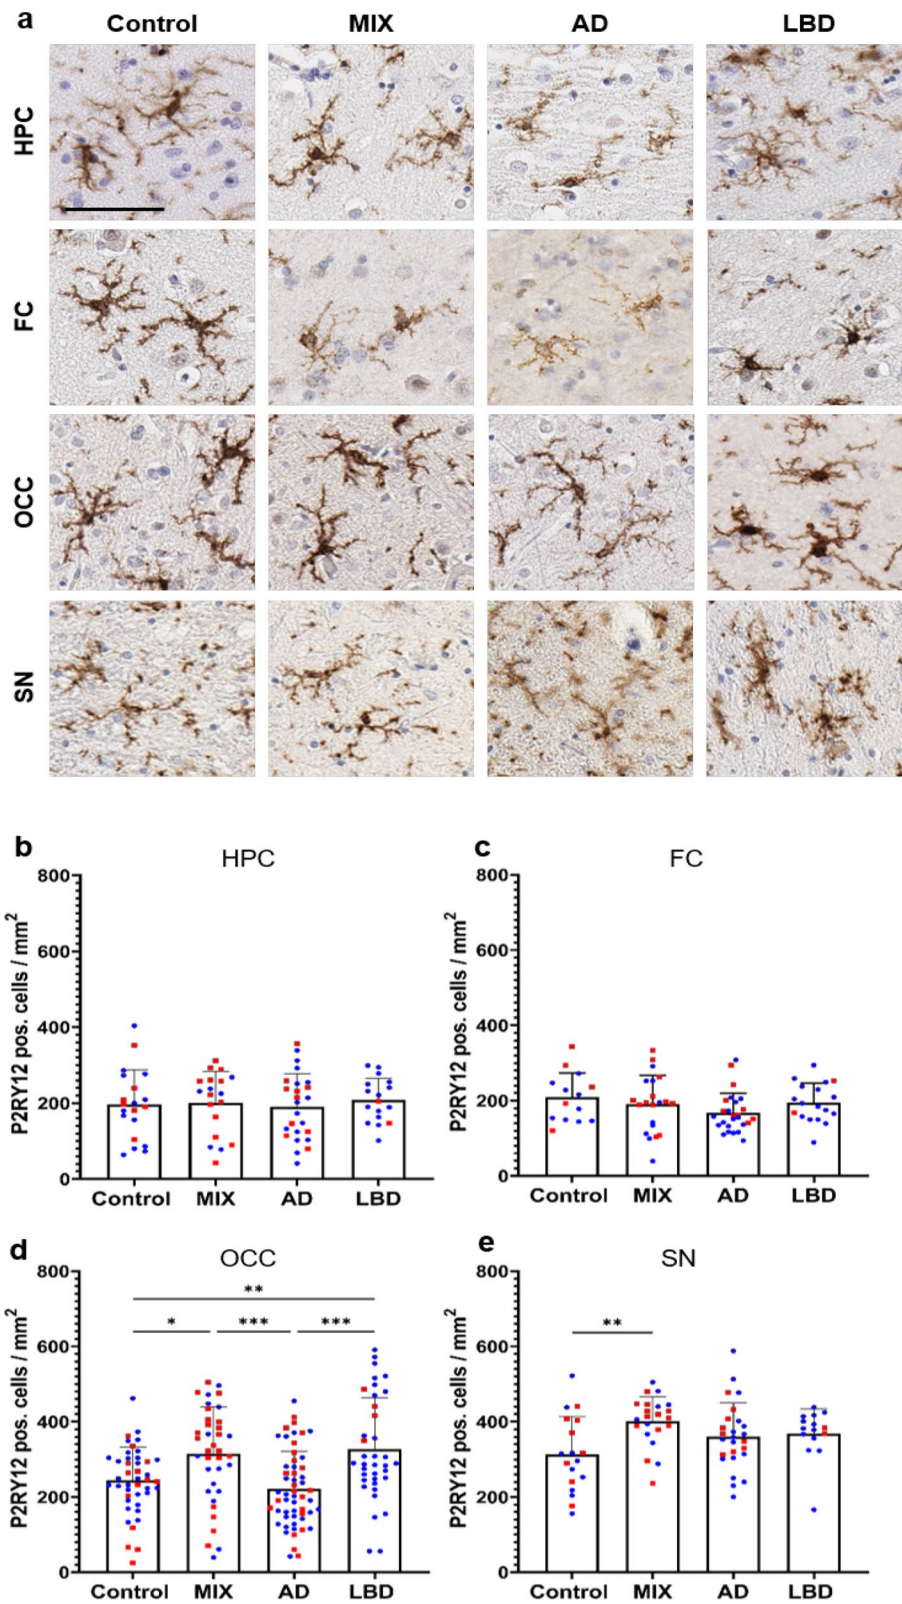 a
Control MIX AD LBD
HPC
FC
OCC
SN
b
HPC
P2RY12 pos. cells / mm²
800
600
400
200
0
Control MIX AD LBD
c
FC
P2RY12 pos. cells / mm²
800
600
400
200
0
Control MIX AD LBD
d
OCC
P2RY12 pos. cells / mm²
800
600
400
200
0
**
* *** ***
Control MIX AD LBD
e
SN
P2RY12 pos. cells / mm²
800
600
400
200
0
**
Control MIX AD LBD